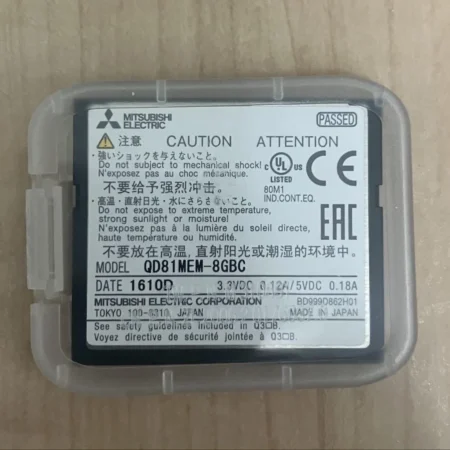 MITSUBISHI
ELECTRIC
PASSED
注意 CAUTION ATTENTION
・強いショックを与えないこと。
Do not subject to mechanical shock!
N'exposez pas au choc mécanique.
不要给予强烈冲击。
C UL US
LISTED
80M1
IND.CONT.EQ.
CE
EAC
・高温・直射日光・水にさらさないこと。
Do not expose to extreme temperature,
strong sunlight or moisture!
N'exposez pas à la lumière du soleil directe,
haute température ou humidité.
不要放在高温,直射阳光或潮湿的环境中。
MODEL QD81MEM-8GBC
DATE 1610D 3.3VDC 0.12A/5VDC 0.18A
MITSUBISHI ELECTRIC CORPORATION BD999D862H01
TOKYO 100-8310, JAPAN MADE IN JAPAN
See safety guidelines included in Q3□B.
Voyez directive de sécurité jointe à Q3□B.